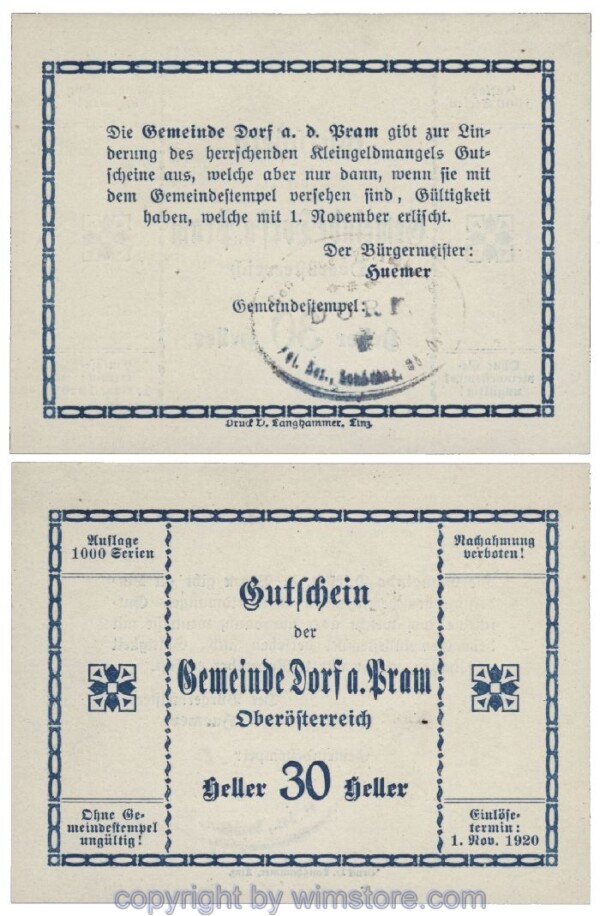 Die Gemeinde Dorf a. d. Pram gibt zur Lin-
derung des herrschenden Kleingeldmangels Gut-
scheine aus, welche aber nur dann, wenn sie mit
dem Gemeindestempel versehen sind, Gültigkeit
haben, welche mit 1. November erlischt.
Der Bürgermeister:
Huemer
Gemeindestempel:
DORF
Druck V. Langhammer, Linz.
Auflage
1000 Serien
Nachahmung
verboten!
Gutschein
der
Gemeinde Dorf a. Pram
Oberösterreich
Heller 30 Heller
Ohne Ge-
meindestempel
ungültig!
Einlöse-
termin:
1. Nov. 1920
copyright by wimstore.com